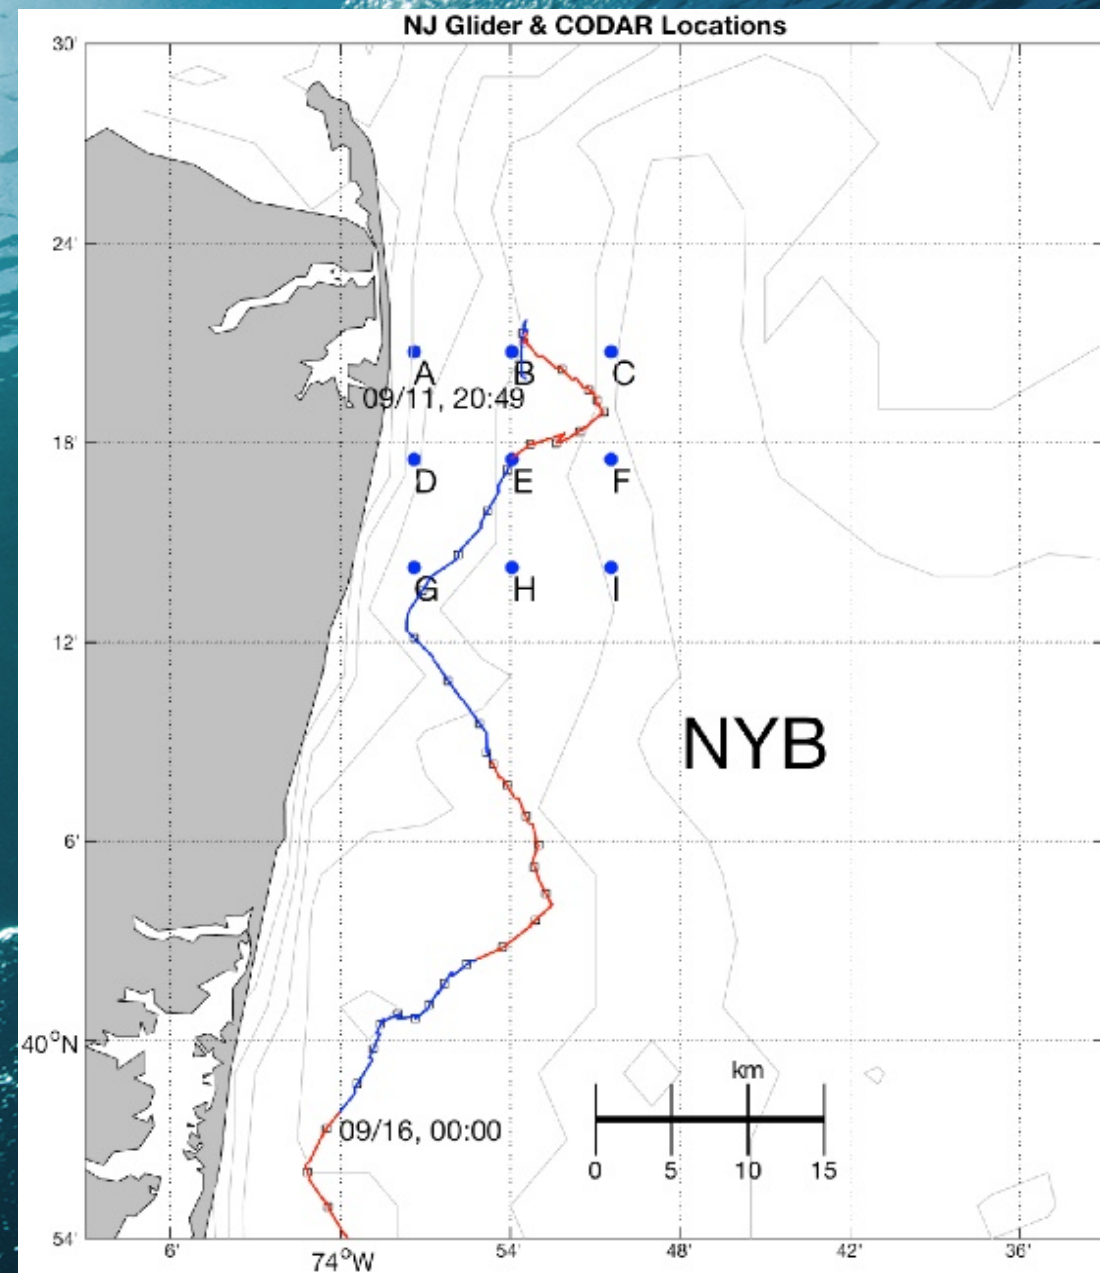 NJ Glider & CODAR Locations
30'
24'
A B C
09/11, 20:49
18'
D E F
G H I
12'
NYB
6'
40°N
km
09/16, 00:00
0 5 10 15
54'
6' 74°W 54' 48' 42' 36'